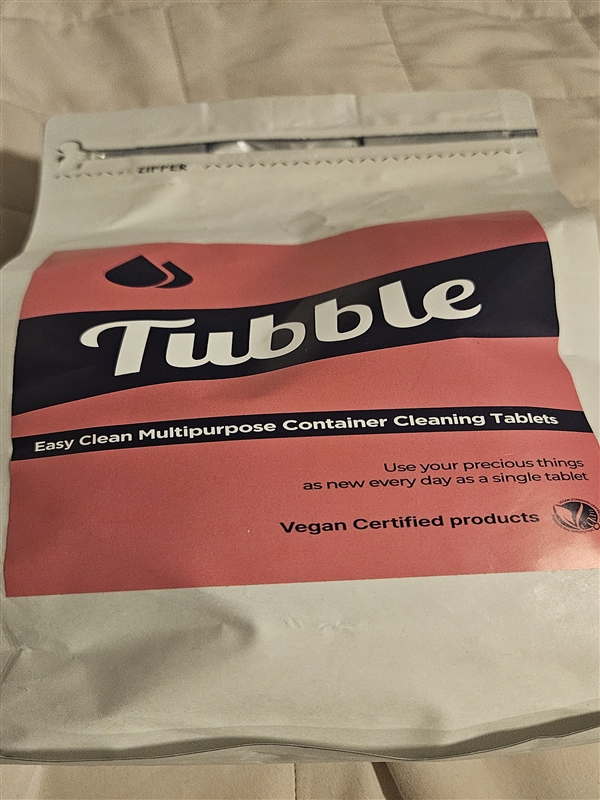 ZIPPER
Tubble
Easy Clean Multipurpose Container Cleaning Tablets
Use your precious things
as new every day as a single tablet
Vegan Certified products